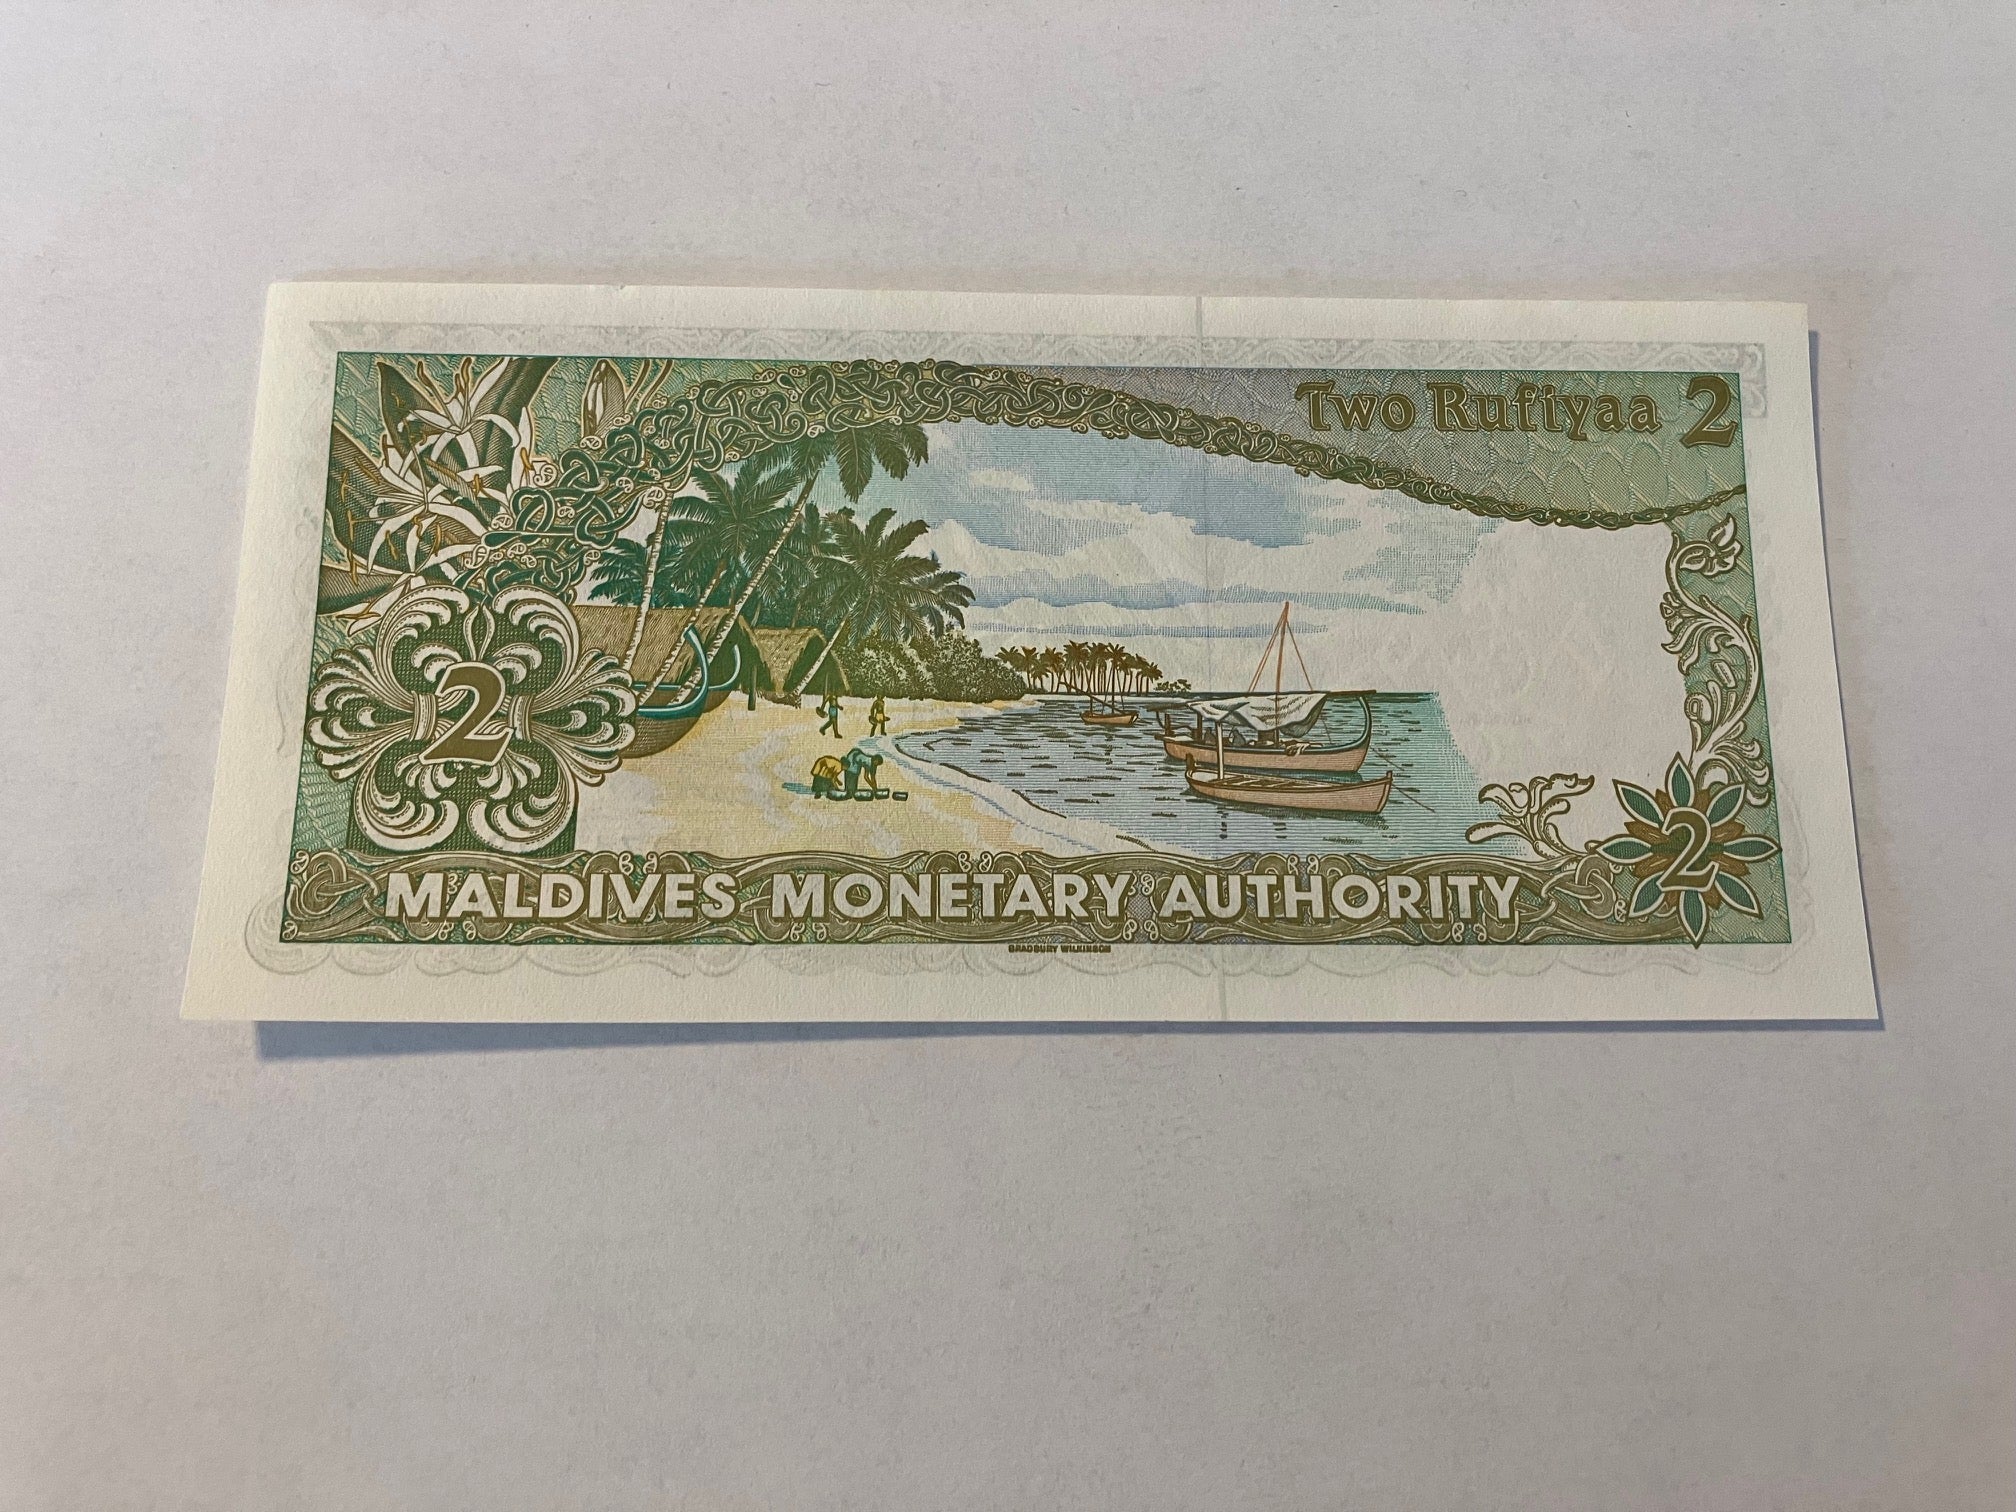 Two Rufiyaa 2
2
2
MALDIVES MONETARY AUTHORITY
BRADBURY WILKINSON